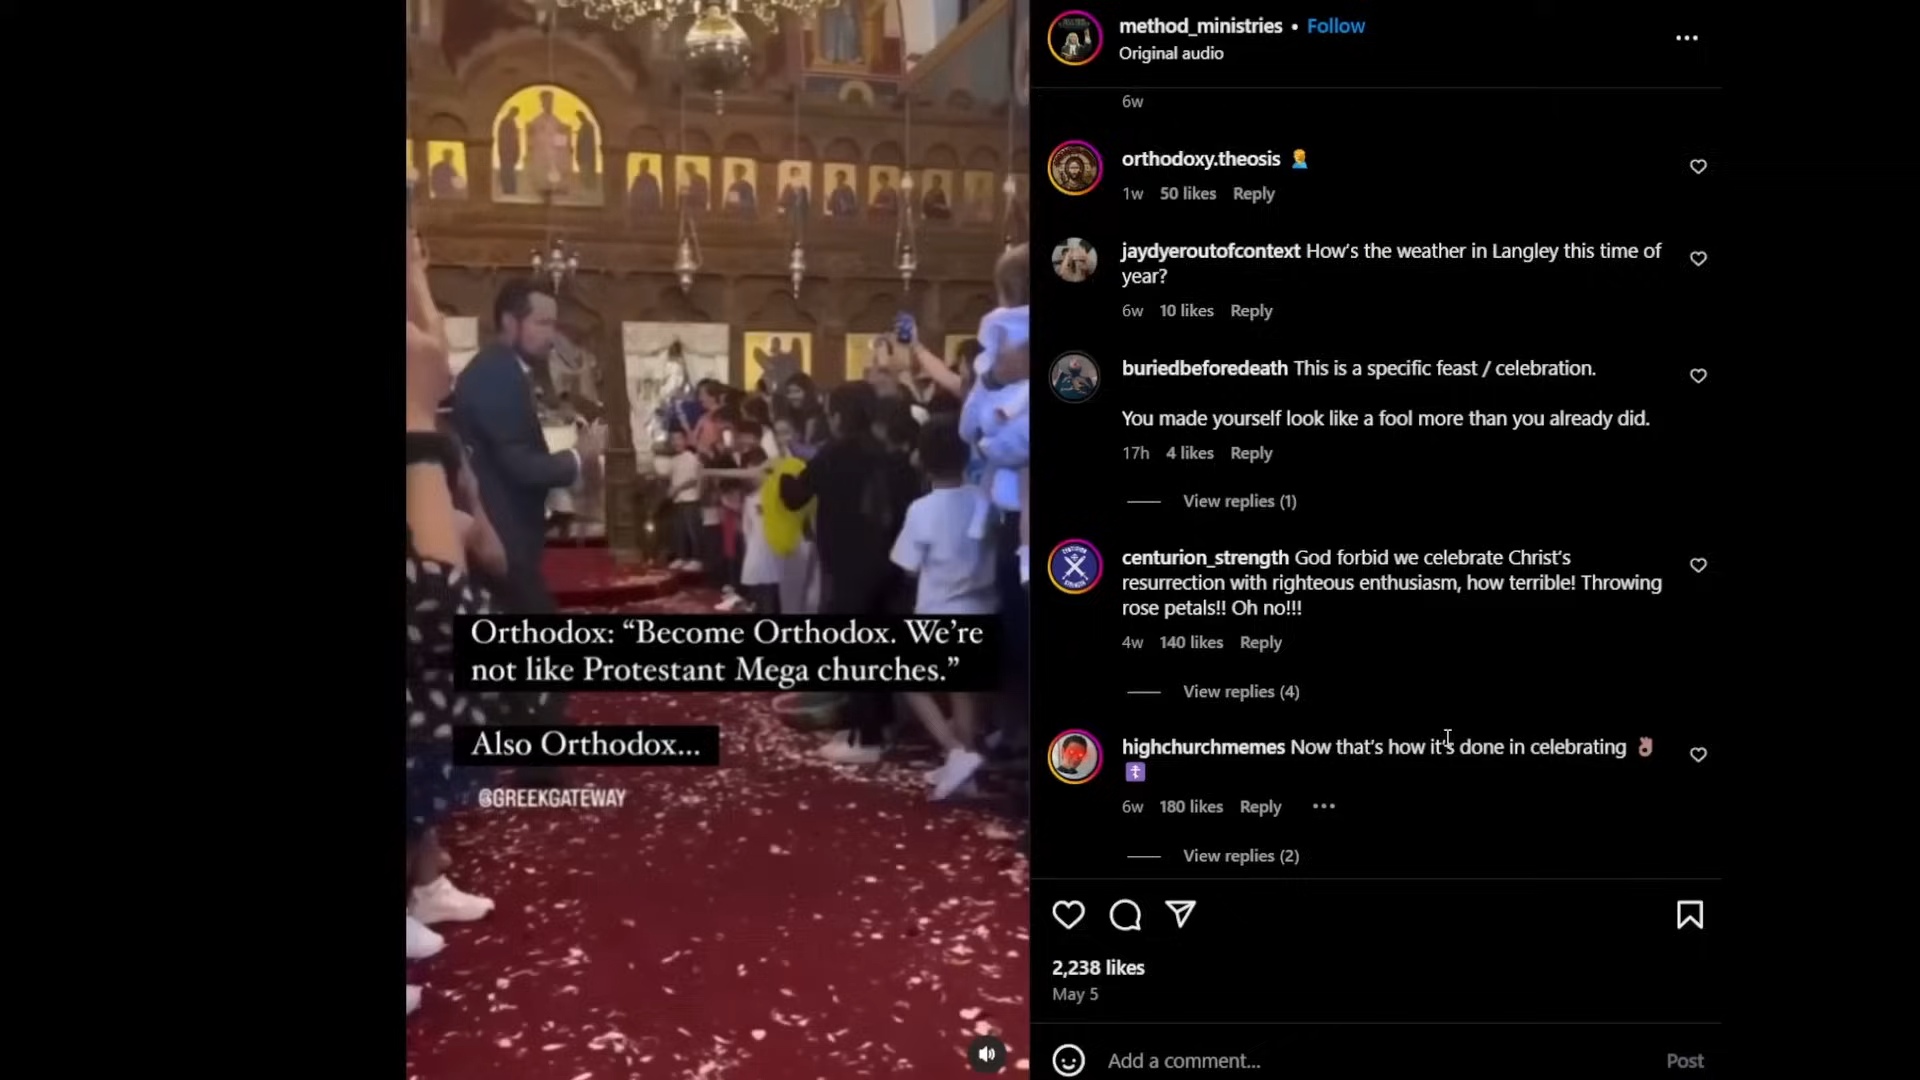 Orthodox: “Become Orthodox. We’re
not like Protestant Mega churches.”
Also Orthodox...
@GREEKGATEWAY
method_ministries • Follow
Original audio
6w
orthodoxy.theosis 🤦
1w 50 likes Reply
jaydyeroutofcontext How’s the weather in Langley this time of
year?
6w 10 likes Reply
buriedbeforedeath This is a specific feast / celebration.
You made yourself look like a fool more than you already did.
17h 4 likes Reply
View replies (1)
CENTURION
STRENGTH
centurion_strength God forbid we celebrate Christ’s
resurrection with righteous enthusiasm, how terrible! Throwing
rose petals!! Oh no!!!
4w 140 likes Reply
View replies (4)
highchurchmemes Now that’s how it’s done in celebrating 👌🏽
☦️
6w 180 likes Reply •••
View replies (2)
2,238 likes
May 5
Add a comment...
Post